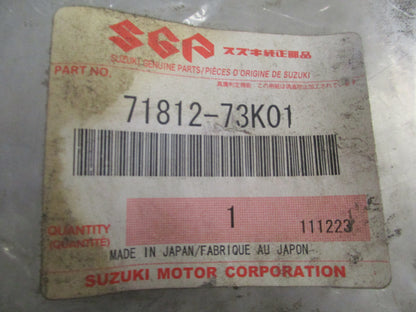 SGP スズキ純正部品
SUZUKI GENUINE PARTS/PIÈCES D'ORIGINE DE SUZUKI
PART NO.
71812-73K01
QUANTITY
(QUANTITÉ)
1
111223
MADE IN JAPAN/FABRIQUE AU JAPON
SUZUKI MOTOR CORPORATION